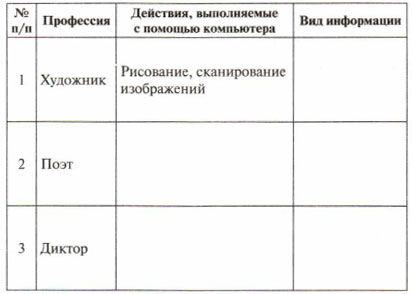 № п/п Профессия Действия, выполняемые с помощью компьютера Вид информации
1 Художник Рисование, сканирование изображений
2 Поэт
3 Диктор